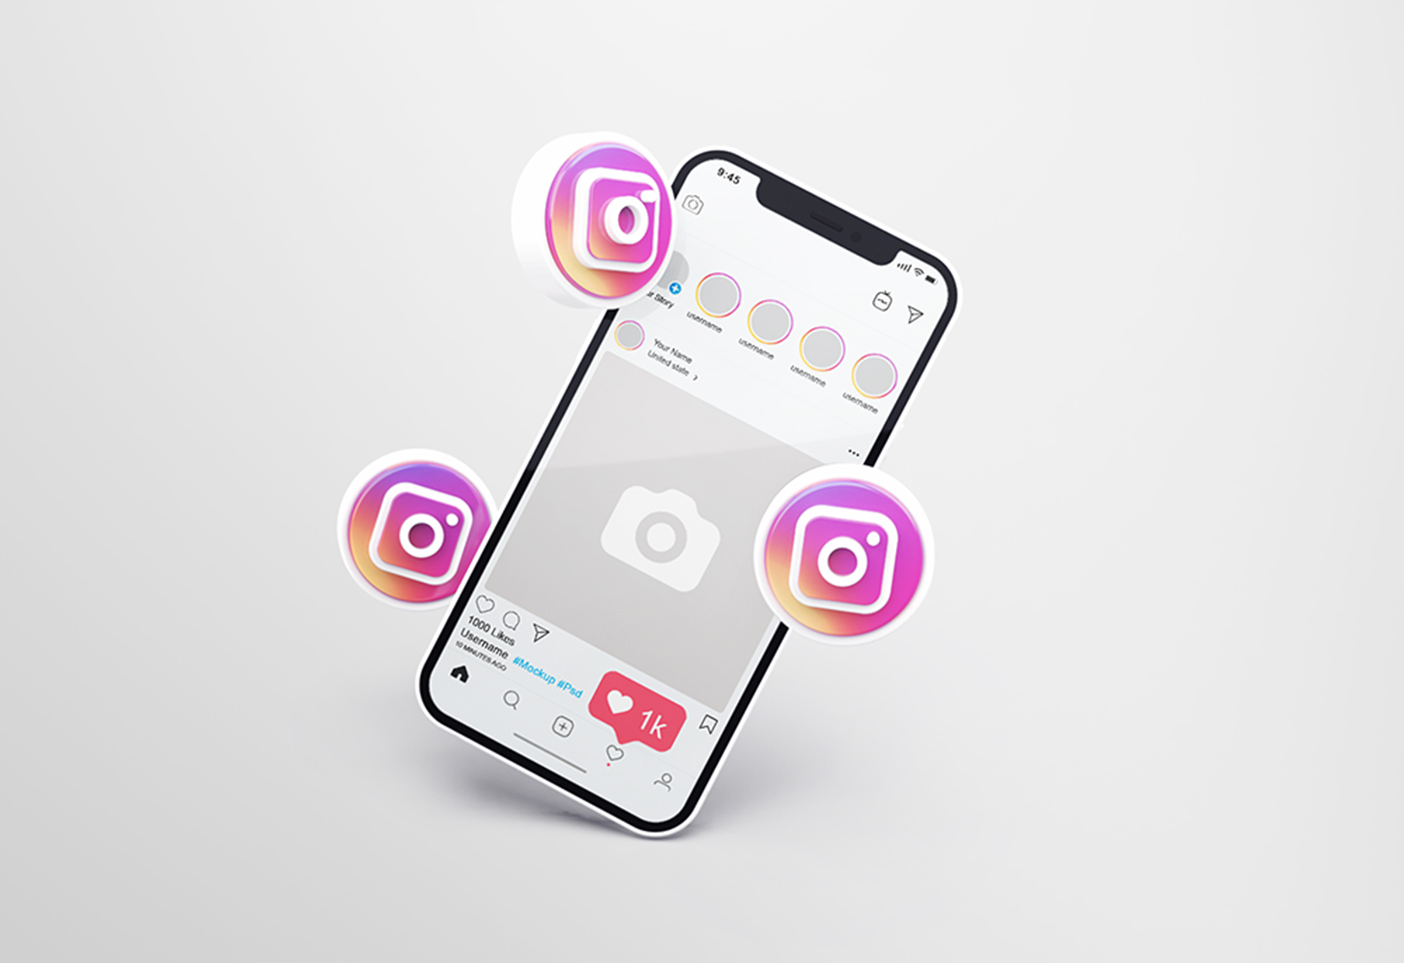 9:45
ur Story
username
username
username
username
Your Name
United state
1000 Likes
Username #Mockup #Psd
10 MINUTES AGO
1k